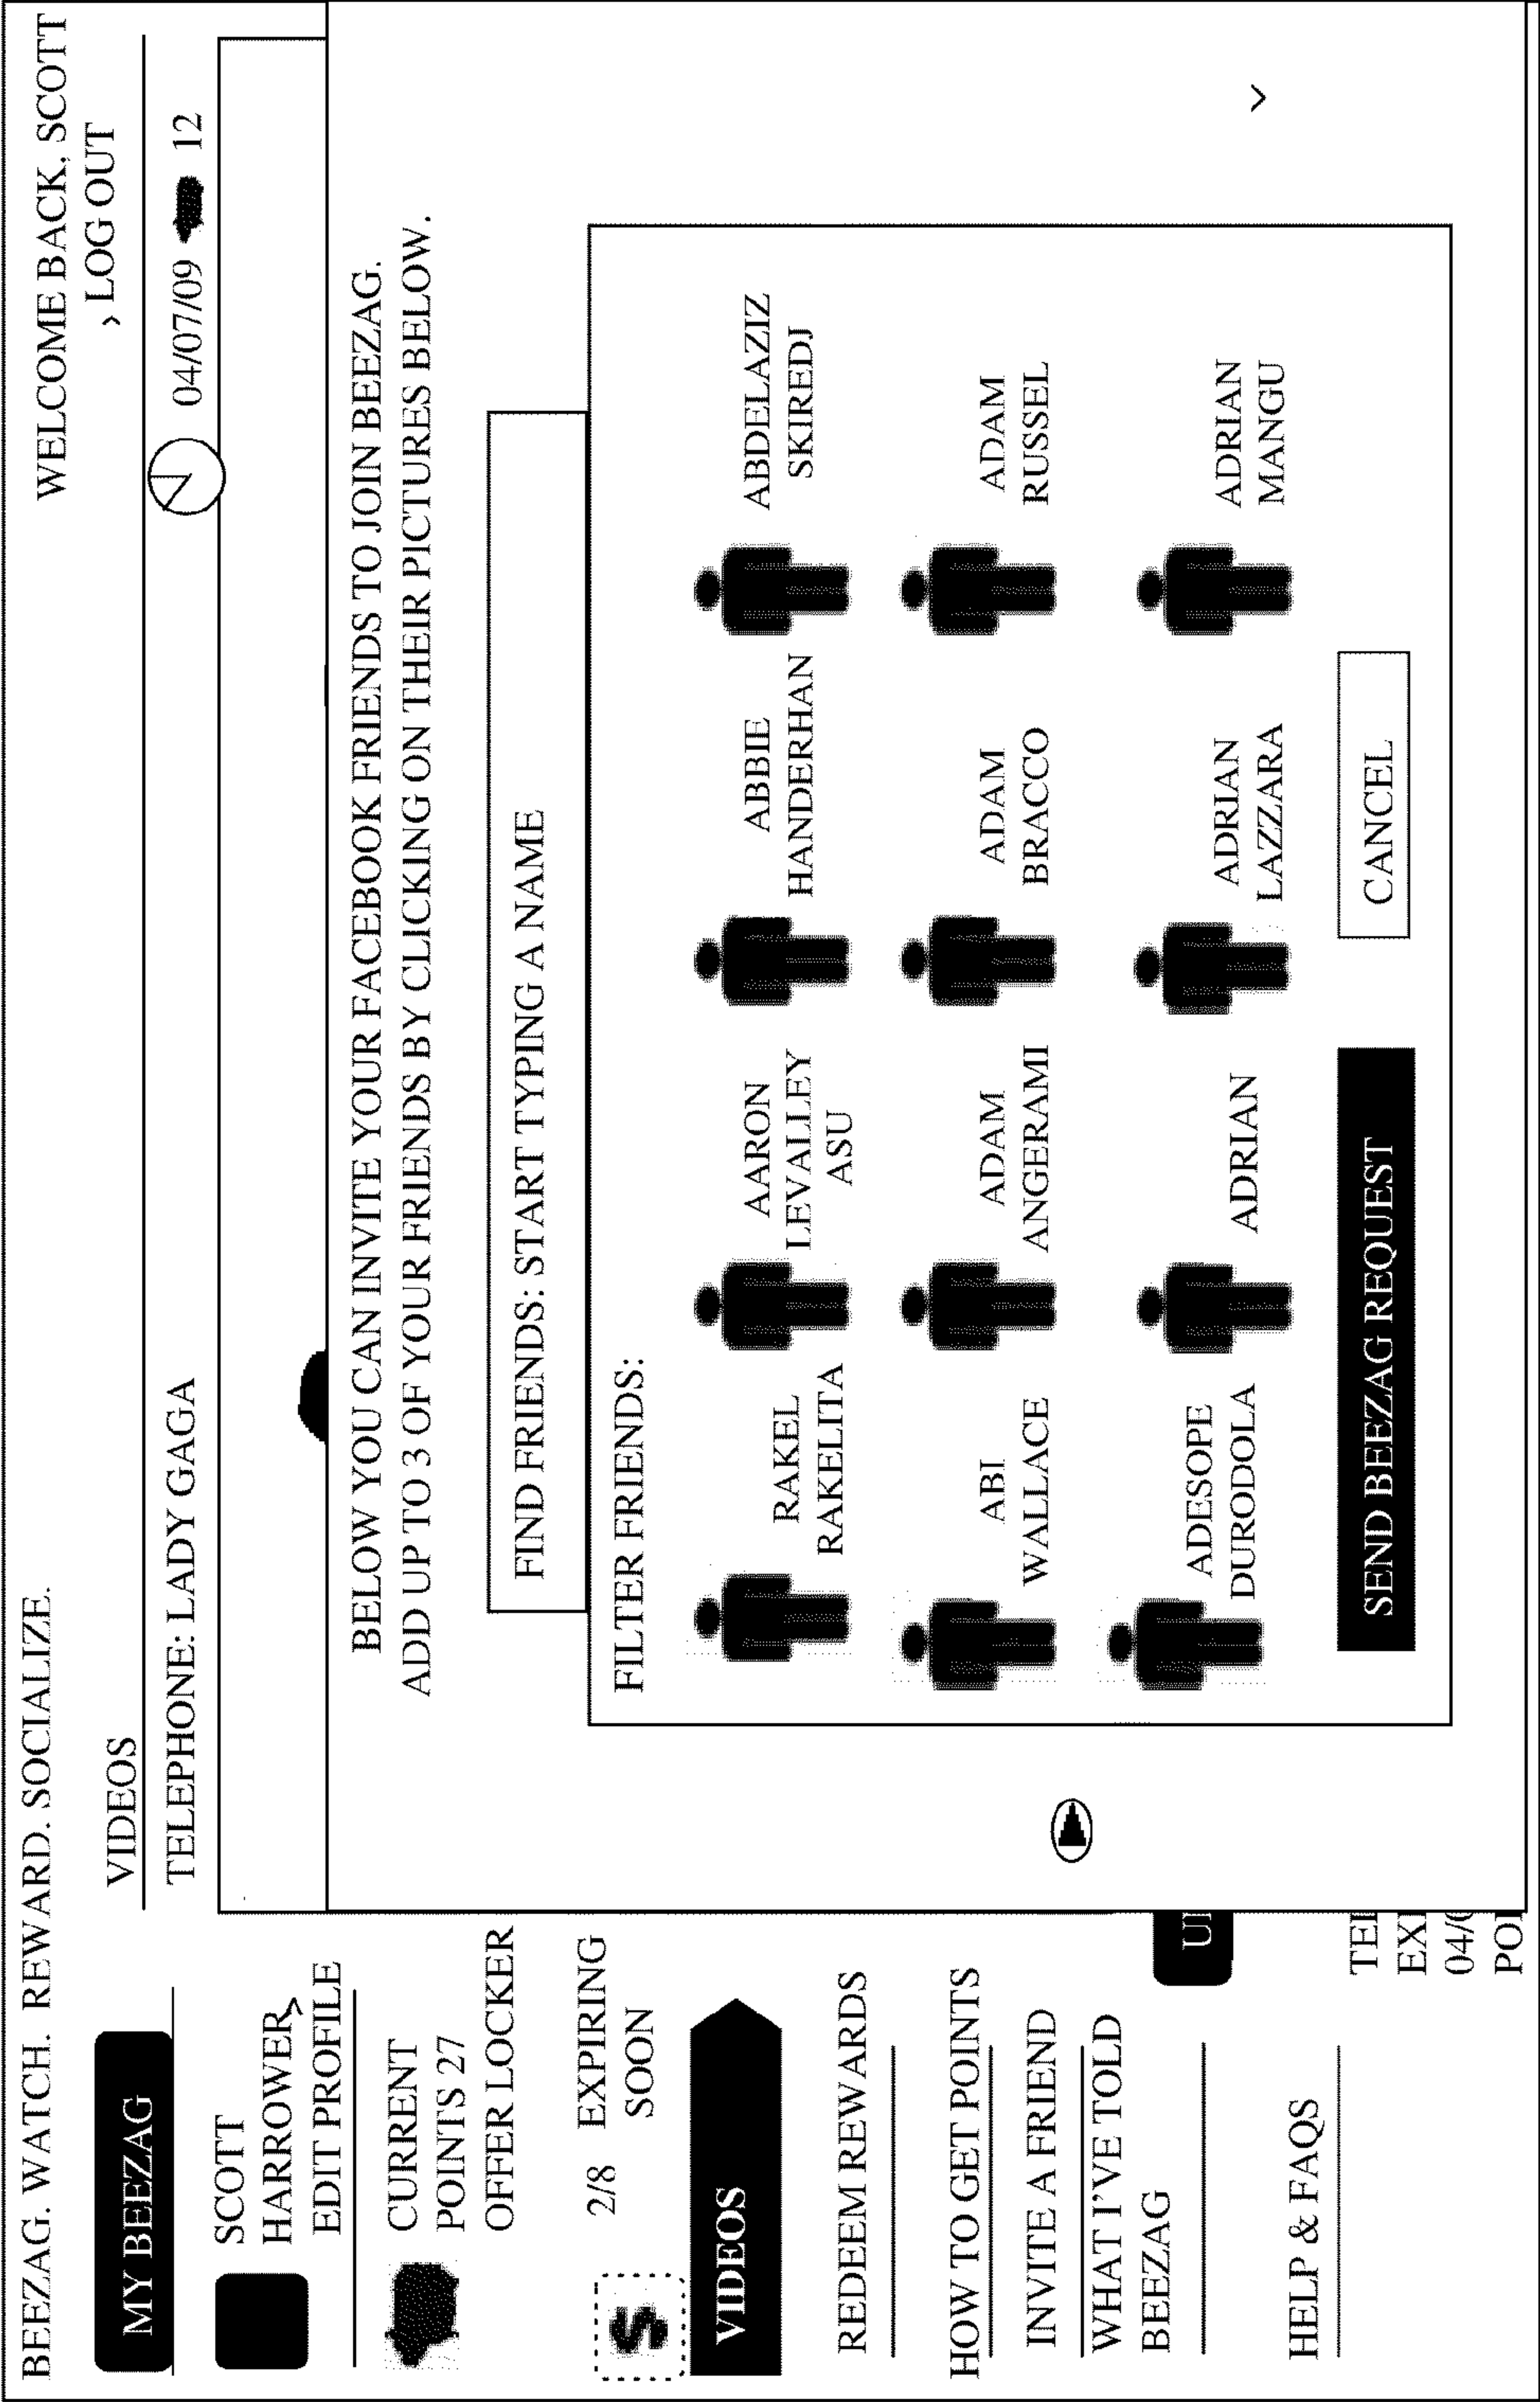 BEEZAG. WATCH. REWARD. SOCIALIZE.
WELCOME BACK, SCOTT
> LOG OUT
MY BEEZAG
SCOTT
HARROWER
> EDIT PROFILE
CURRENT
POINTS 27
OFFER LOCKER
$ 2/8 EXPIRING
SOON
VIDEOS
REDEEM REWARDS
HOW TO GET POINTS
INVITE A FRIEND
WHAT I'VE TOLD
BEEZAG
HELP & FAQS
VIDEOS
TELEPHONE: LADY GAGA
04/07/09 12
BELOW YOU CAN INVITE YOUR FACEBOOK FRIENDS TO JOIN BEEZAG.
ADD UP TO 3 OF YOUR FRIENDS BY CLICKING ON THEIR PICTURES BELOW.
FIND FRIENDS: START TYPING A NAME
FILTER FRIENDS:
RAKEL
RAKELITA
AARON
LEVALLEY
ASU
ABBIE
HANDERHAN
ABDELAZIZ
SKIREDJ
ABI
WALLACE
ADAM
ANGERAMI
ADAM
BRACCO
ADAM
RUSSEL
ADESOPE
DURODOLA
ADRIAN
ADRIAN
LAZZARA
ADRIAN
MANGU
SEND BEEZAG REQUEST
CANCEL